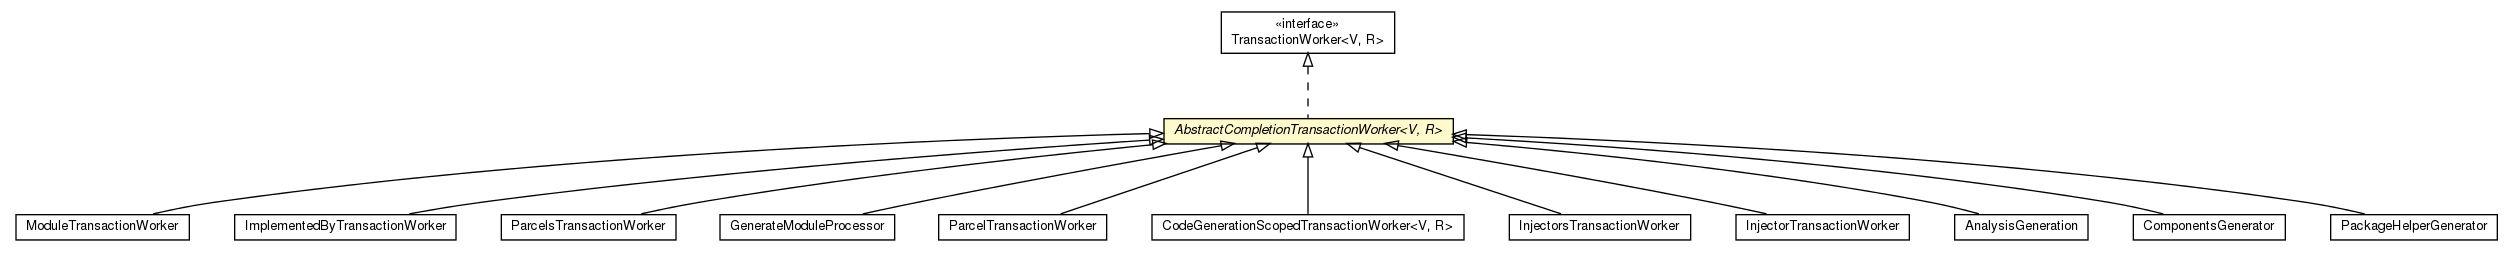 «interface»
TransactionWorker<V, R>
AbstractCompletionTransactionWorker<V, R>
ModuleTransactionWorker
ImplementedByTransactionWorker
ParcelsTransactionWorker
GenerateModuleProcessor
ParcelTransactionWorker
CodeGenerationScopedTransactionWorker<V, R>
InjectorsTransactionWorker
InjectorTransactionWorker
AnalysisGeneration
ComponentsGenerator
PackageHelperGenerator